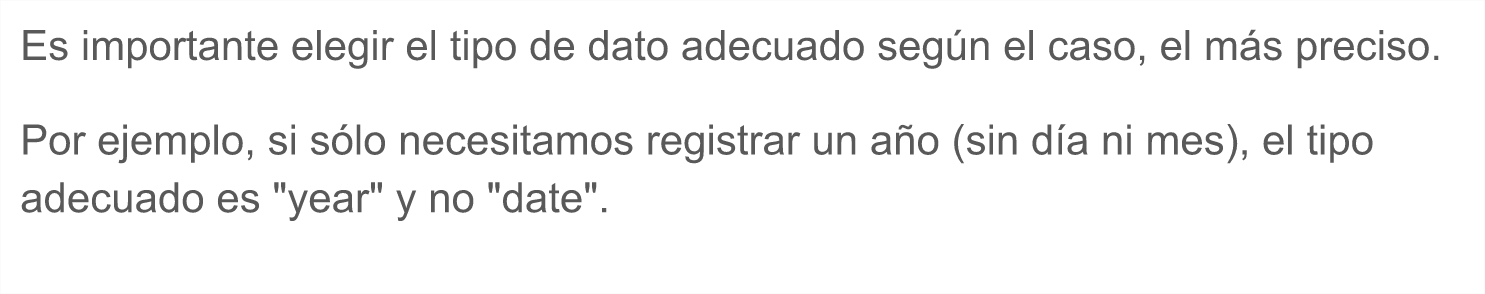 Es importante elegir el tipo de dato adecuado según el caso, el más preciso.
Por ejemplo, si sólo necesitamos registrar un año (sin día ni mes), el tipo
adecuado es "year" y no "date".